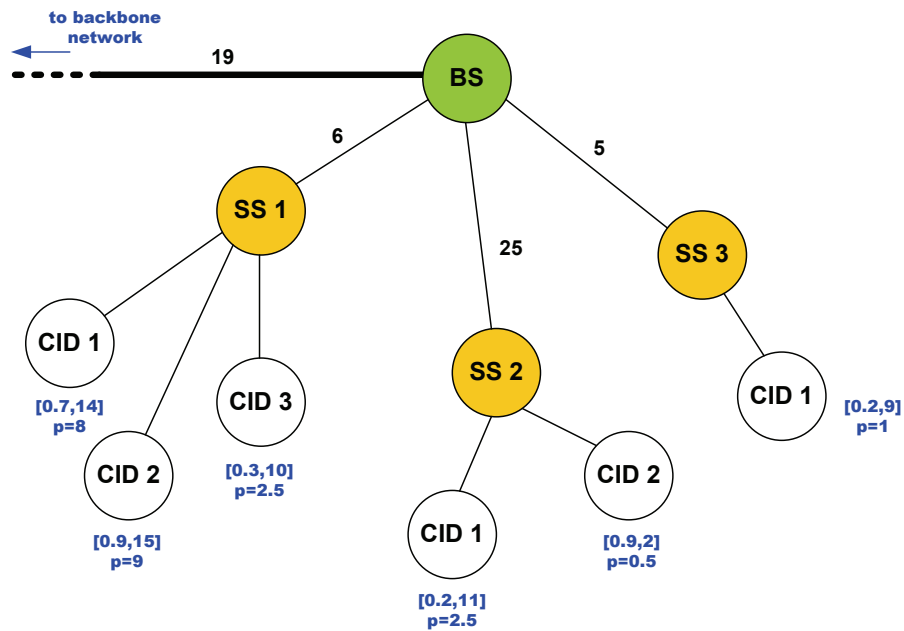 to backbone
network
19
BS
6
5
SS 1
25
SS 3
CID 1
[0.7,14]
p=8
CID 2
[0.9,15]
p=9
CID 3
[0.3,10]
p=2.5
SS 2
CID 1
[0.2,11]
p=2.5
CID 2
[0.9,2]
p=0.5
CID 1
[0.2,9]
p=1